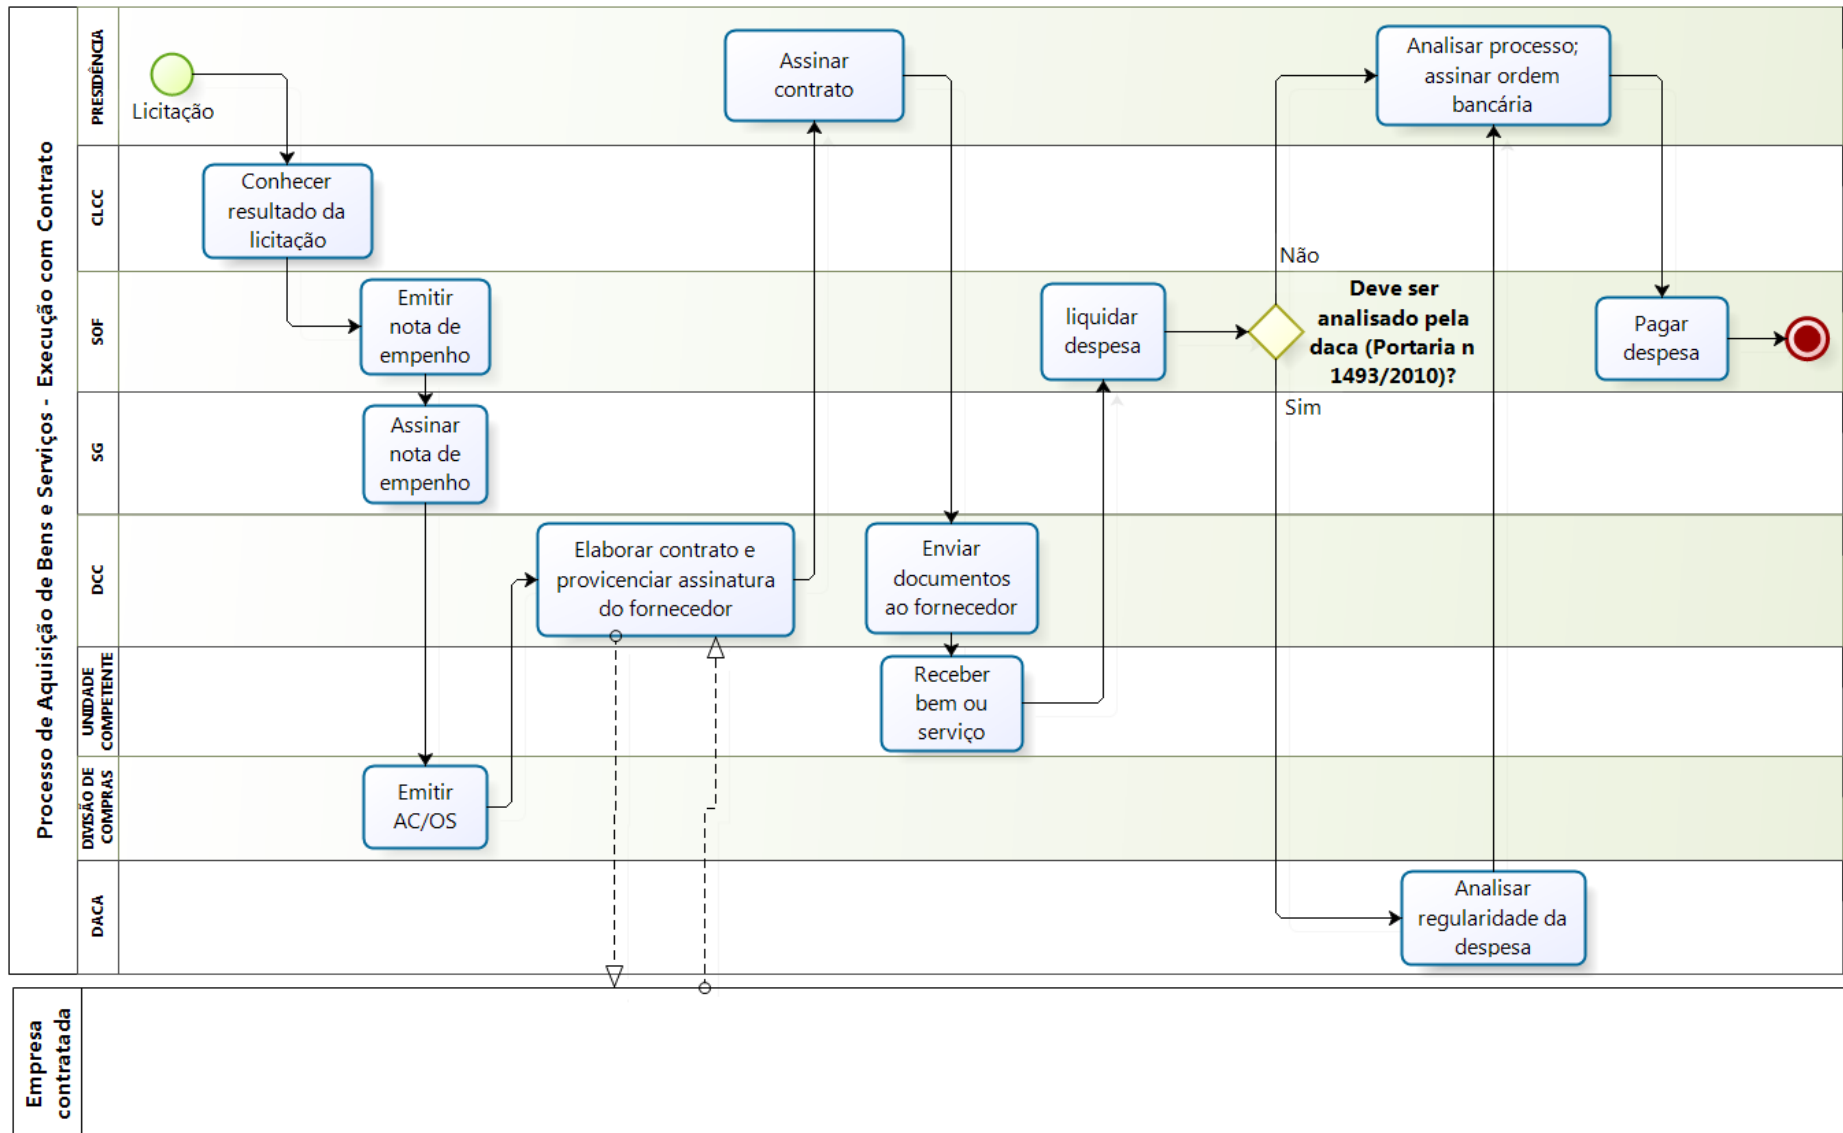 Processo de Aquisição de Bens e Serviços - Execução com Contrato
PRESIDÊNCIA
Licitação
Assinar
contrato
Analisar processo;
assinar ordem
bancária
CLCC
Conhecer
resultado da
licitação
Não
SOF
Emitir
nota de
empenho
liquidar
despesa
Deve ser
analisado pela
daca (Portaria n
1493/2010)?
Pagar
despesa
SG
Assinar
nota de
empenho
Sim
DCC
Elaborar contrato e
provicenciar assinatura
do fornecedor
Enviar
documentos
ao fornecedor
UNIDADE
COMPETENTE
Receber
bem ou
serviço
DIVISÃO DE
COMPRAS
Emitir
AC/OS
DACA
Analisar
regularidade da
despesa
Empresa
contratada